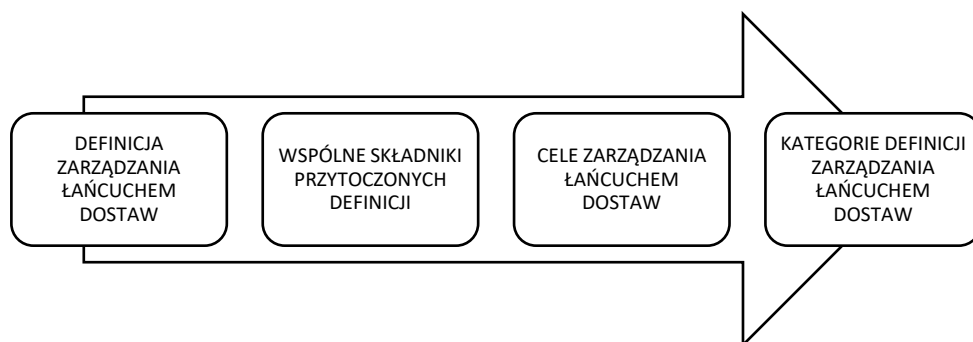 DEFINICJA
ZARZĄDZANIA
ŁAŃCUCHEM
DOSTAW
WSPÓLNE SKŁADNIKI
PRZYTOCZONYCH
DEFINICJI
CELE ZARZĄDZANIA
ŁAŃCUCHEM
DOSTAW
KATEGORIE DEFINICJI
ZARZĄDZANIA
ŁAŃCUCHEM
DOSTAW